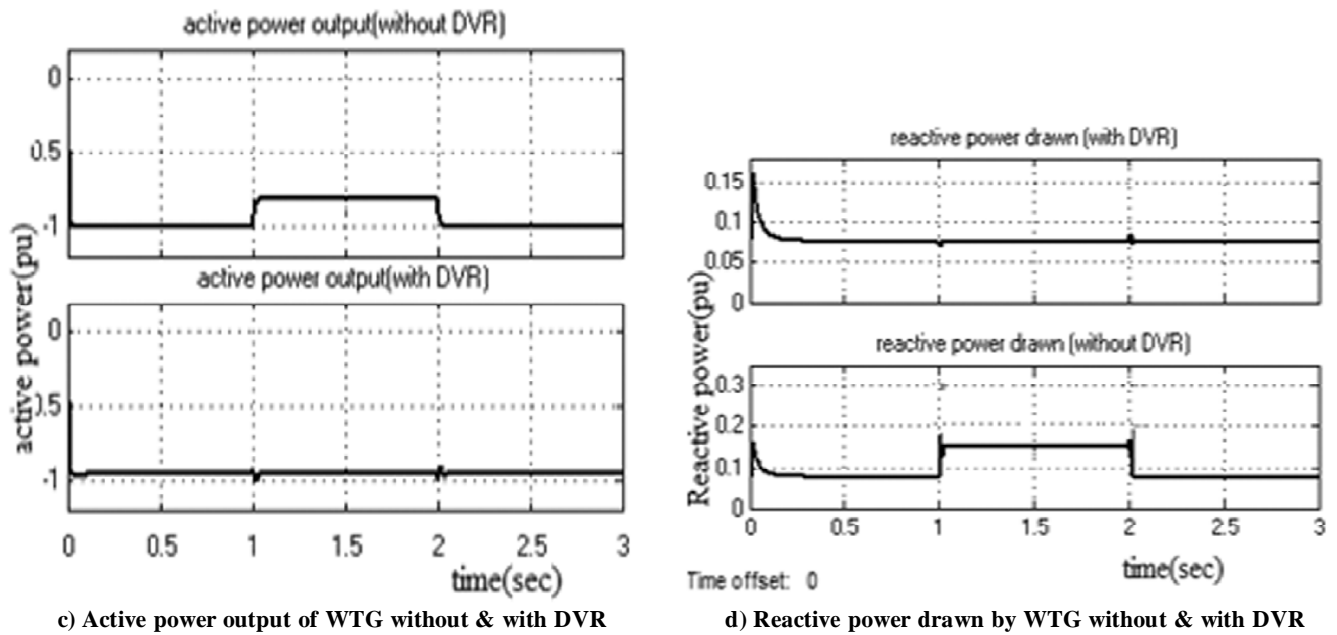 active power output(without DVR)
0
0.5
-1
active power output(with DVR)
0
0.5
-1
active power(pu)
0 0.5 1 1.5 2 2.5 3
time(sec)
c) Active power output of WTG without & with DVR
reactive power drawn (with DVR)
0.15
0.1
0.05
0
reactive power drawn (without DVR)
0.3
0.2
0.1
0
Reactive power(pu)
0 0.5 1 1.5 2 2.5 3
time(sec)
Time offset: 0
d) Reactive power drawn by WTG without & with DVR